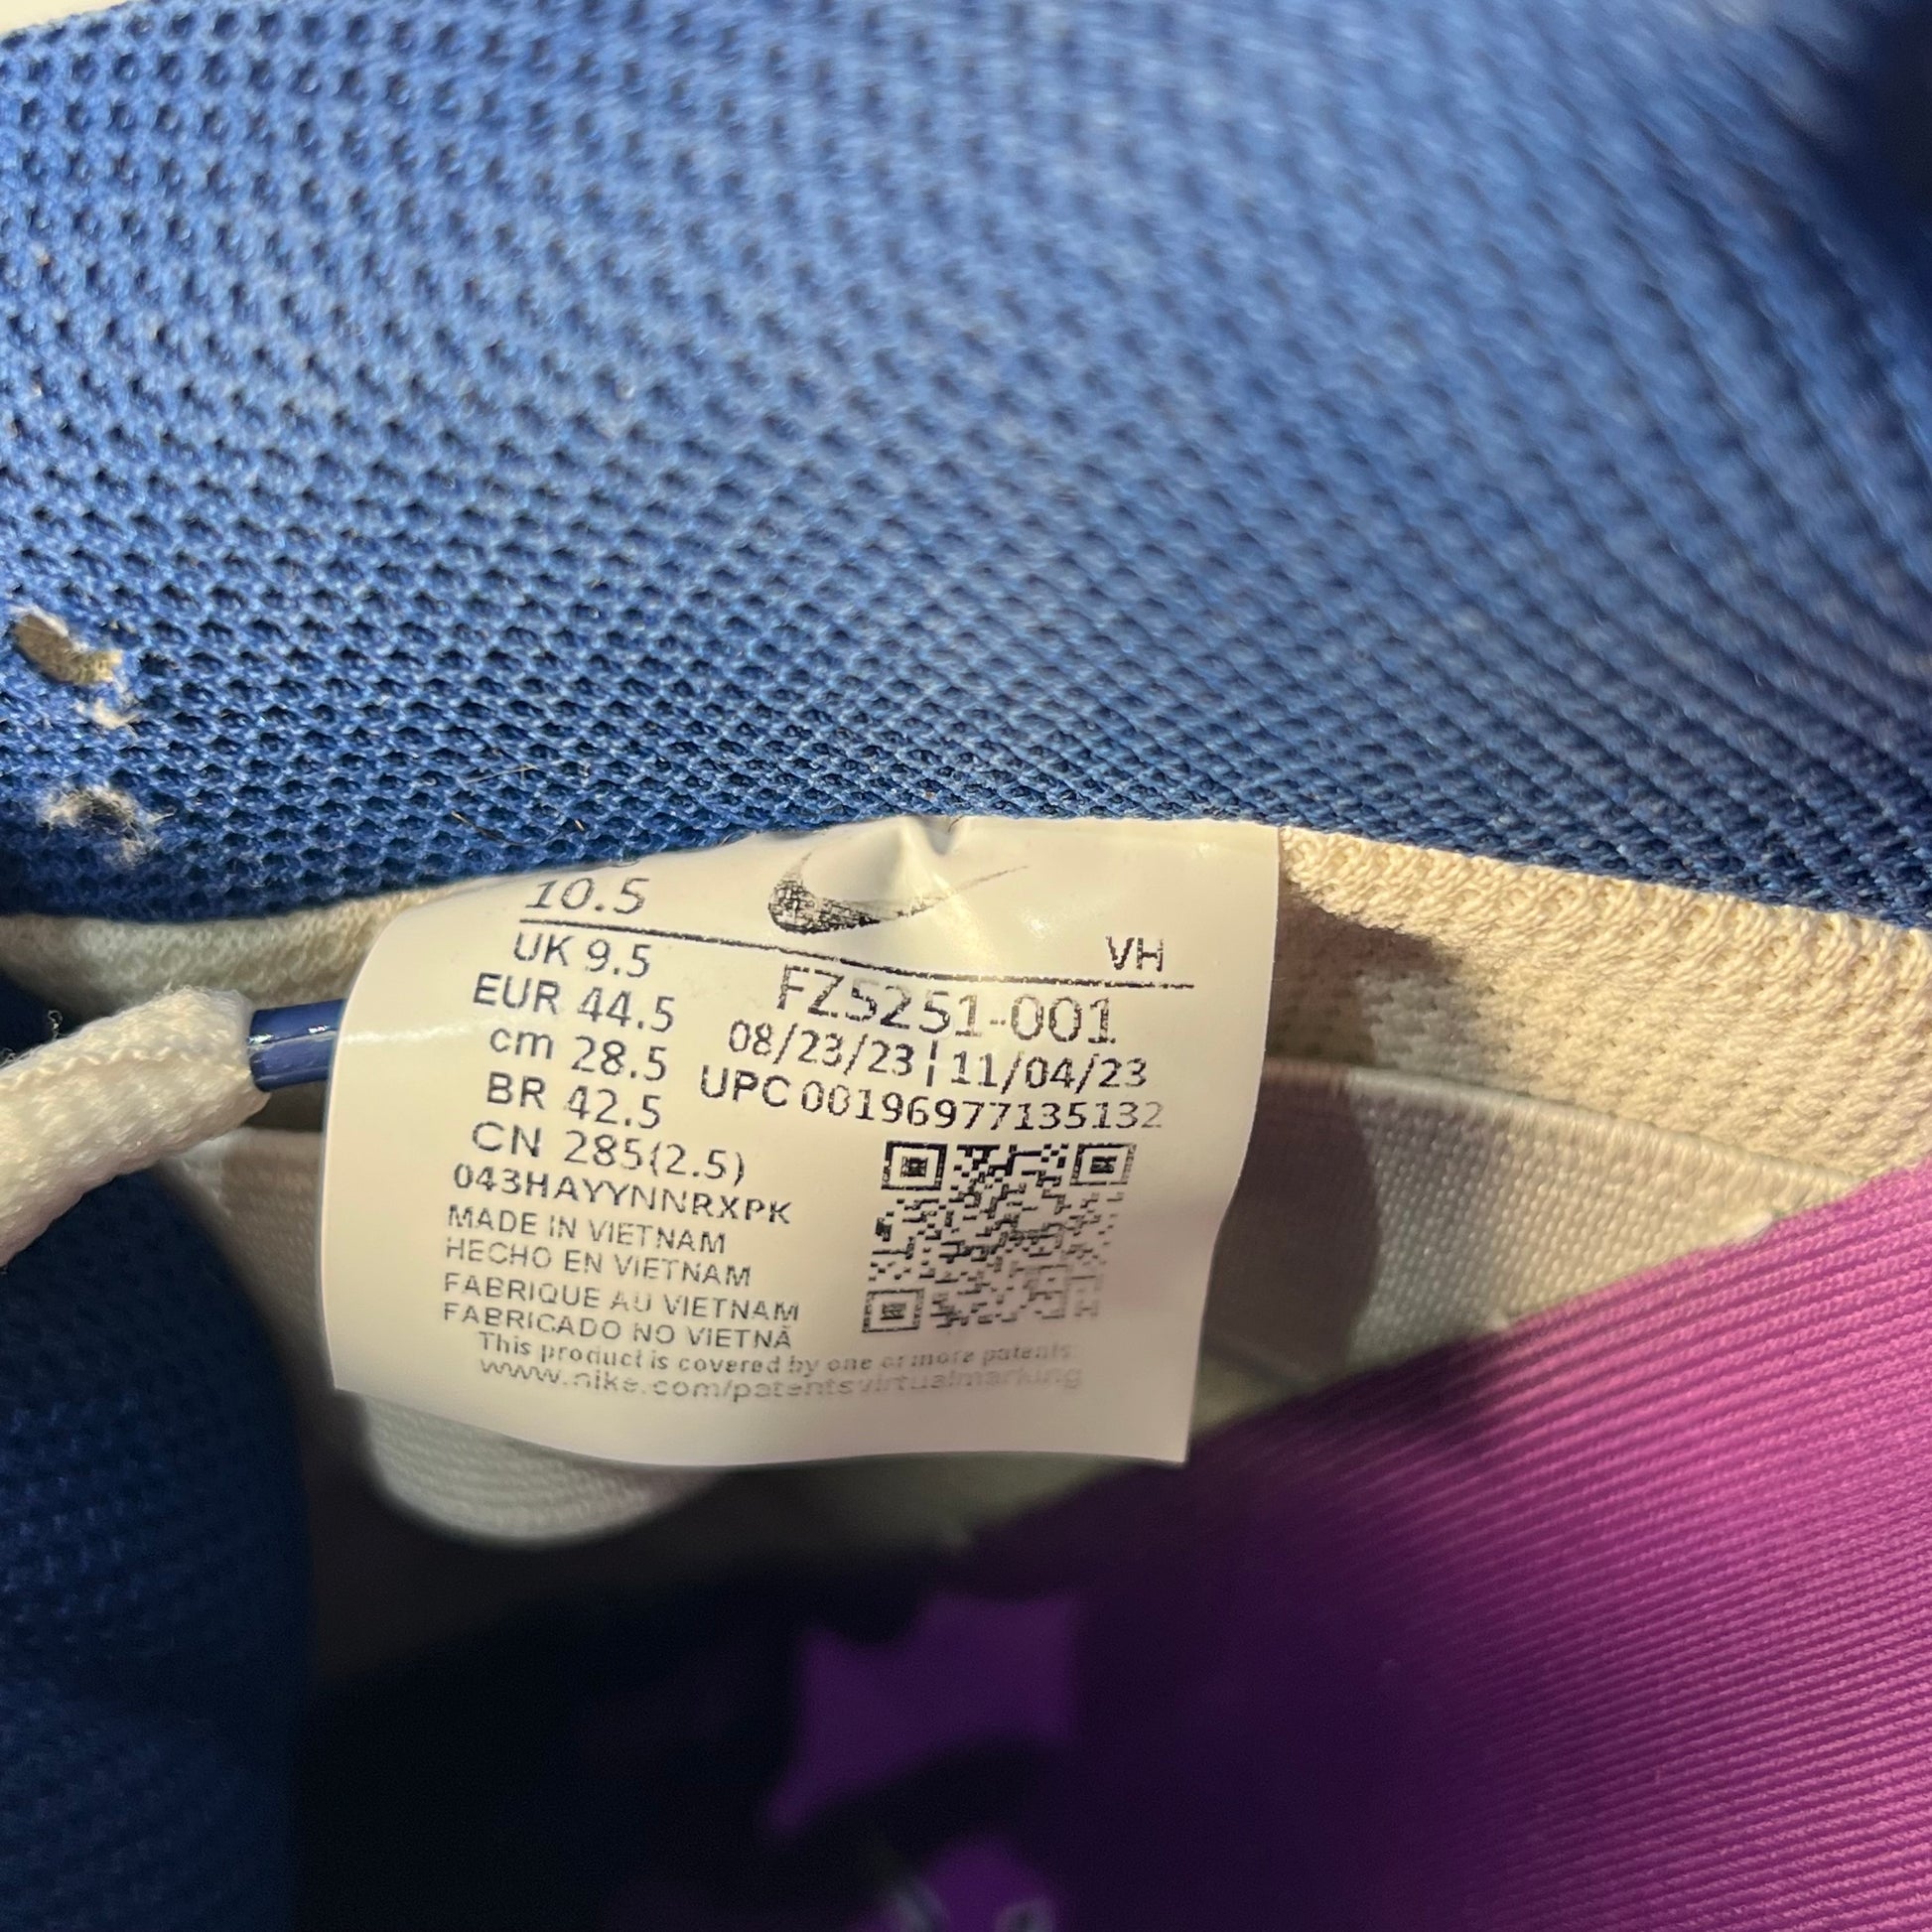 10.5
VH
UK 9.5
EUR 44.5
cm 28.5
BR 42.5
CN 285(2.5)
FZ5251-001
08/23/23 | 11/04/23
UPC 00196977135132
043HAYYNNRXPK
MADE IN VIETNAM
HECHO EN VIETNAM
FABRIQUE AU VIETNAM
FABRICADO NO VIETNÃ
This product is covered by one or more patents
www.nike.com/patentsvirtualmarking